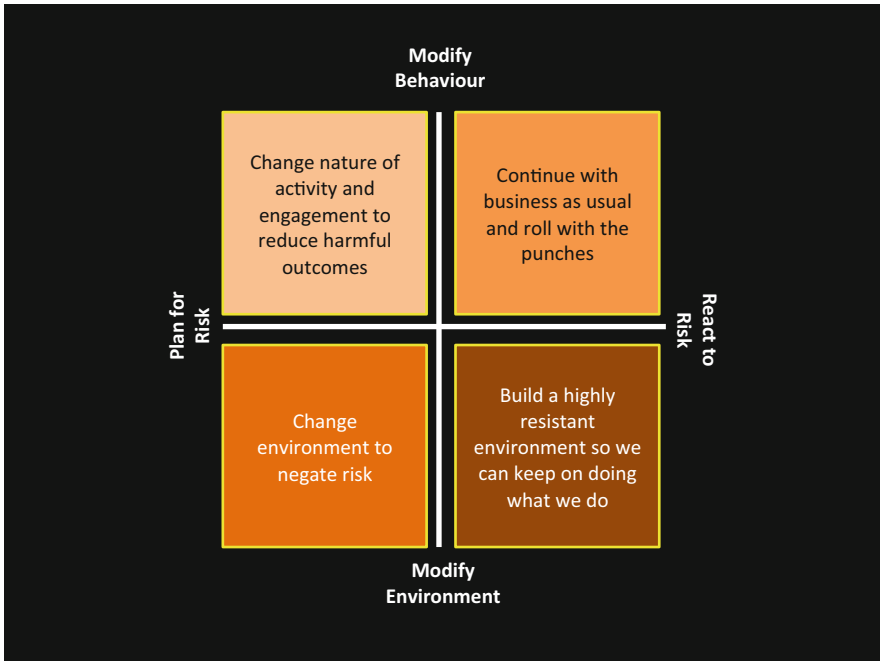 Modify
Behaviour
Change nature of
activity and
engagement to
reduce harmful
outcomes
Continue with
business as usual
and roll with the
punches
Plan for
Risk
React to
Risk
Change
environment to
negate risk
Build a highly
resistant
environment so we
can keep on doing
what we do
Modify
Environment